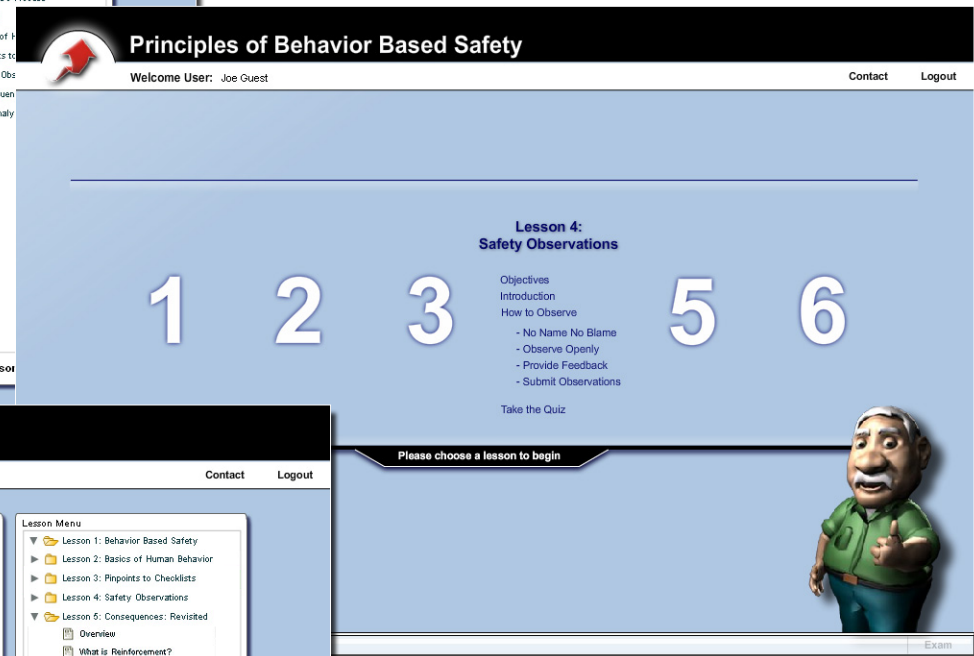 Principles of Behavior Based Safety
Welcome User: Joe Guest
Contact
Logout
Lesson 4:
Safety Observations
1
2
3
5
6
Objectives
Introduction
How to Observe
- No Name No Blame
- Observe Openly
- Provide Feedback
- Submit Observations
Take the Quiz
Please choose a lesson to begin
Exam
Contact
Logout
Lesson Menu
Lesson 1: Behavior Based Safety
Lesson 2: Basics of Human Behavior
Lesson 3: Pinpoints to Checklists
Lesson 4: Safety Observations
Lesson 5: Consequences: Revisited
Overview
What is Reinforcement?